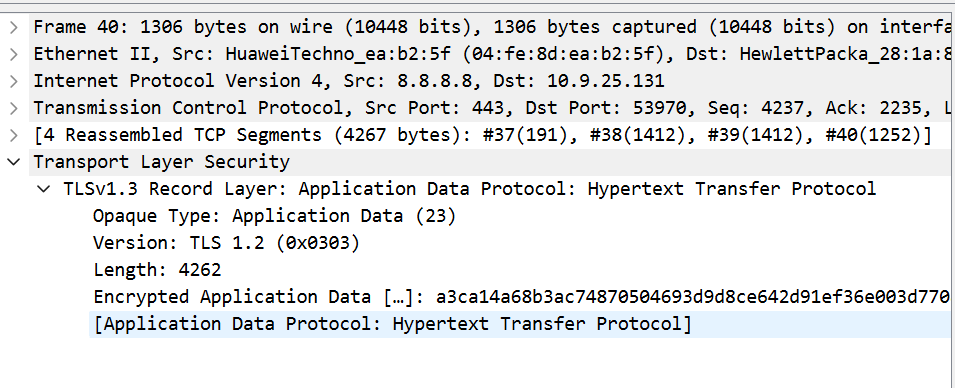 Frame 40: 1306 bytes on wire (10448 bits), 1306 bytes captured (10448 bits) on interfa
Ethernet II, Src: HuaweiTechno_ea:b2:5f (04:fe:8d:ea:b2:5f), Dst: HewlettPacka_28:1a:8
Internet Protocol Version 4, Src: 8.8.8.8, Dst: 10.9.25.131
Transmission Control Protocol, Src Port: 443, Dst Port: 53970, Seq: 4237, Ack: 2235, L
[4 Reassembled TCP Segments (4267 bytes): #37(191), #38(1412), #39(1412), #40(1252)]
Transport Layer Security
TLSv1.3 Record Layer: Application Data Protocol: Hypertext Transfer Protocol
Opaque Type: Application Data (23)
Version: TLS 1.2 (0x0303)
Length: 4262
Encrypted Application Data […]: a3ca14a68b3ac74870504693d9d8ce642d91ef36e003d770
[Application Data Protocol: Hypertext Transfer Protocol]